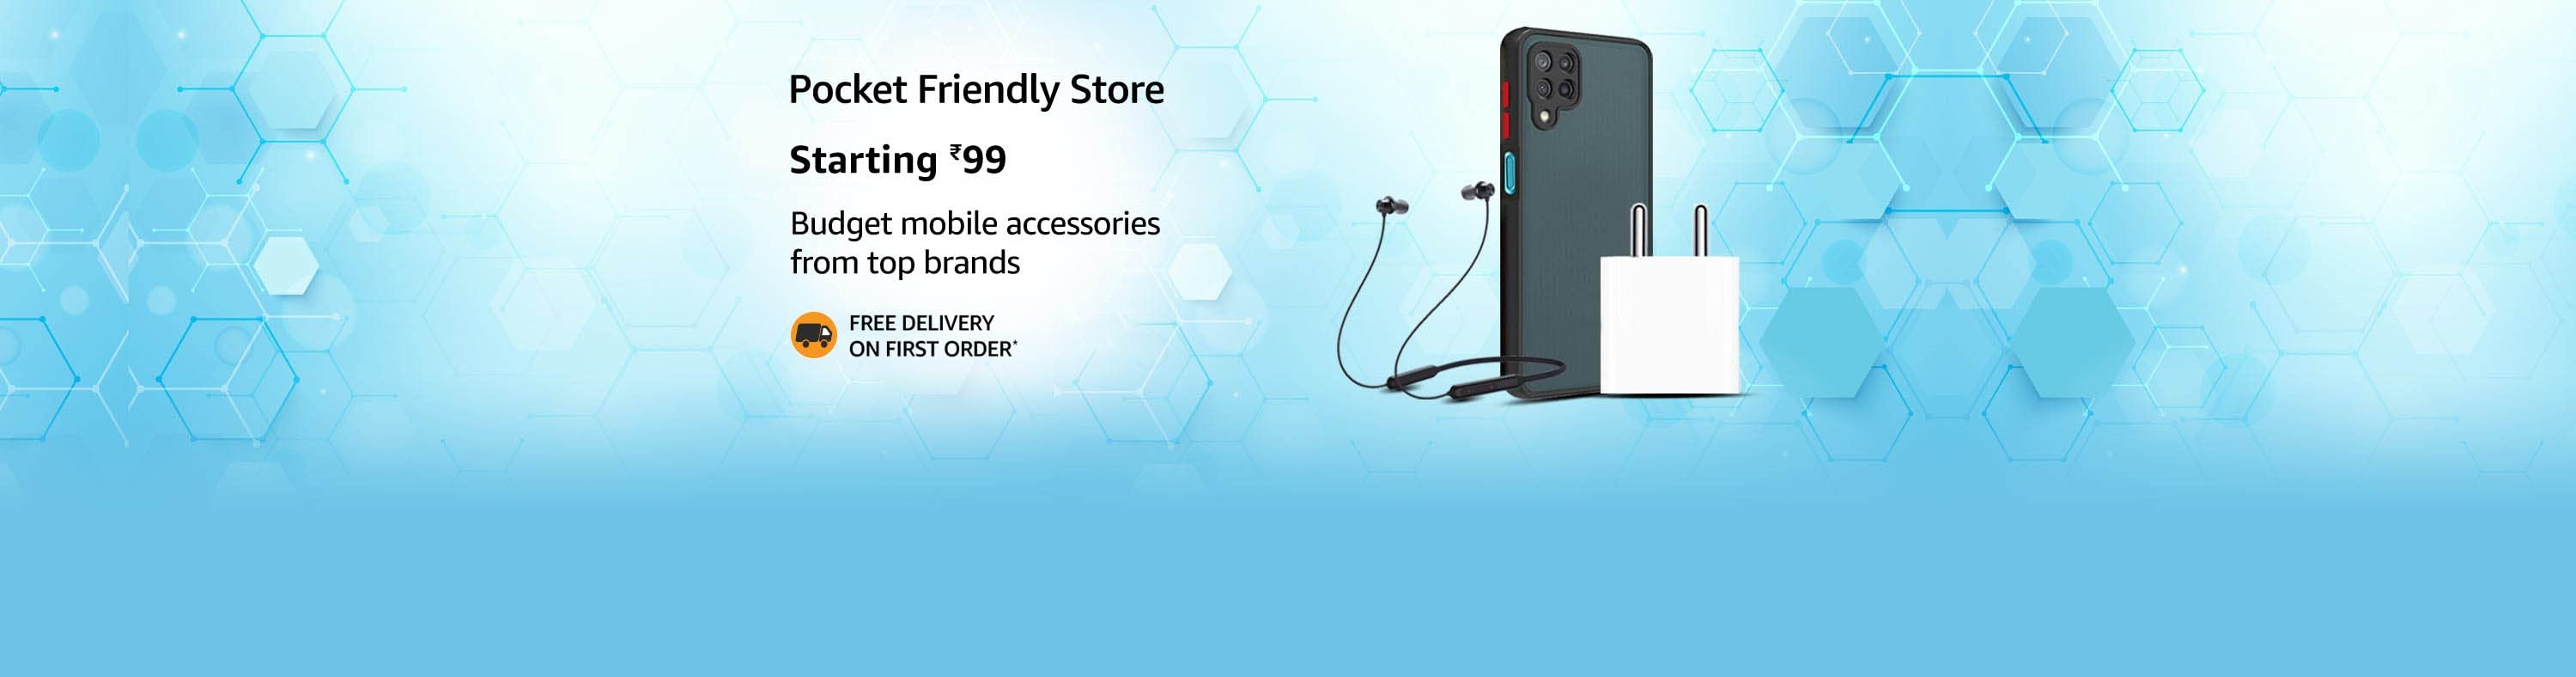 Pocket Friendly Store
Starting ₹99
Budget mobile accessories
from top brands
FREE DELIVERY
ON FIRST ORDER*